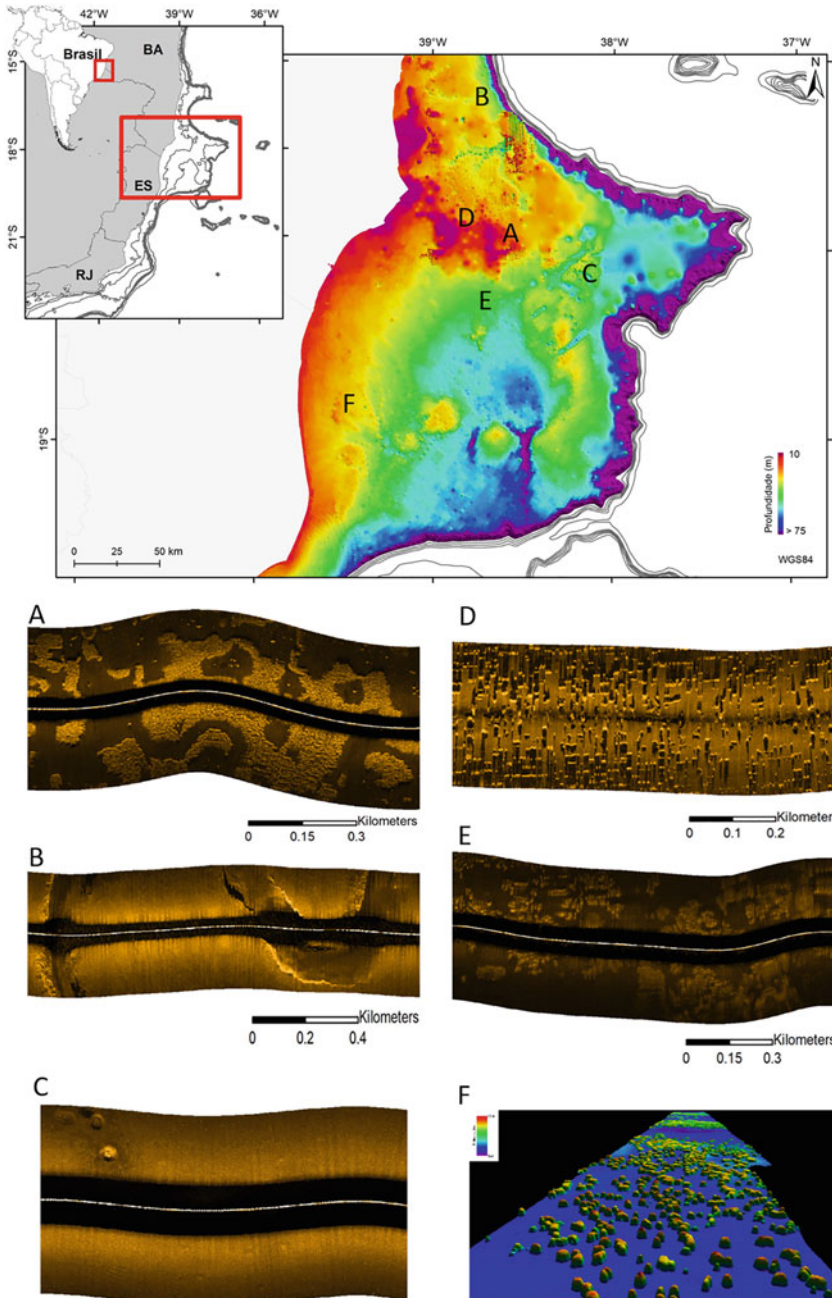 42°W 39°W 36°W
Brasil BA
15°S
18°S
ES
21°S
RJ
39°W 38°W 37°W
N
B
D A
C
E
F
19°S
10
Profundidade (m)
> 75
WGS84
0 25 50 km
A
Kilometers
0 0.15 0.3
B
Kilometers
0 0.2 0.4
C
D
Kilometers
0 0.1 0.2
E
Kilometers
0 0.15 0.3
F